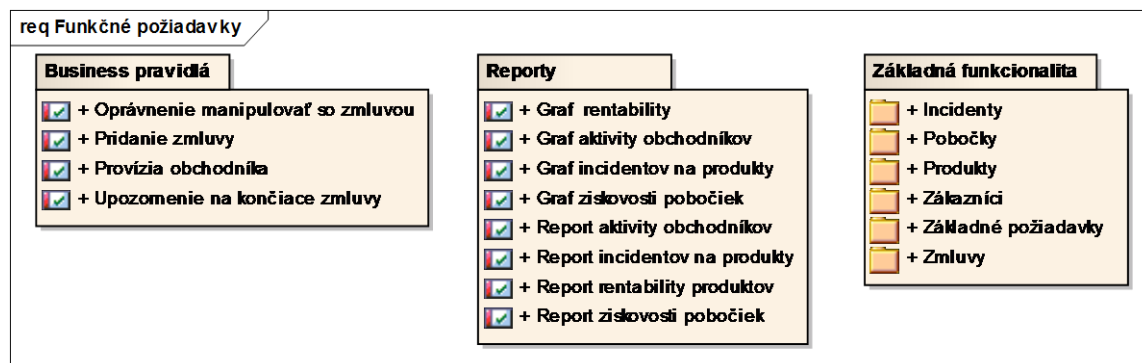 req Funkčné požiadavky
Business pravidlá
+ Oprávnenie manipulovať so zmluvou
+ Pridanie zmluvy
+ Provízia obchodníka
+ Upozornenie na končiace zmluvy
Reporty
+ Graf rentability
+ Graf aktivity obchodníkov
+ Graf incidentov na produkty
+ Graf ziskovosti pobočiek
+ Report aktivity obchodníkov
+ Report incidentov na produkty
+ Report rentability produktov
+ Report ziskovosti pobočiek
Základná funkcionalita
+ Incidenty
+ Pobočky
+ Produkty
+ Zákazníci
+ Základné požiadavky
+ Zmluvy